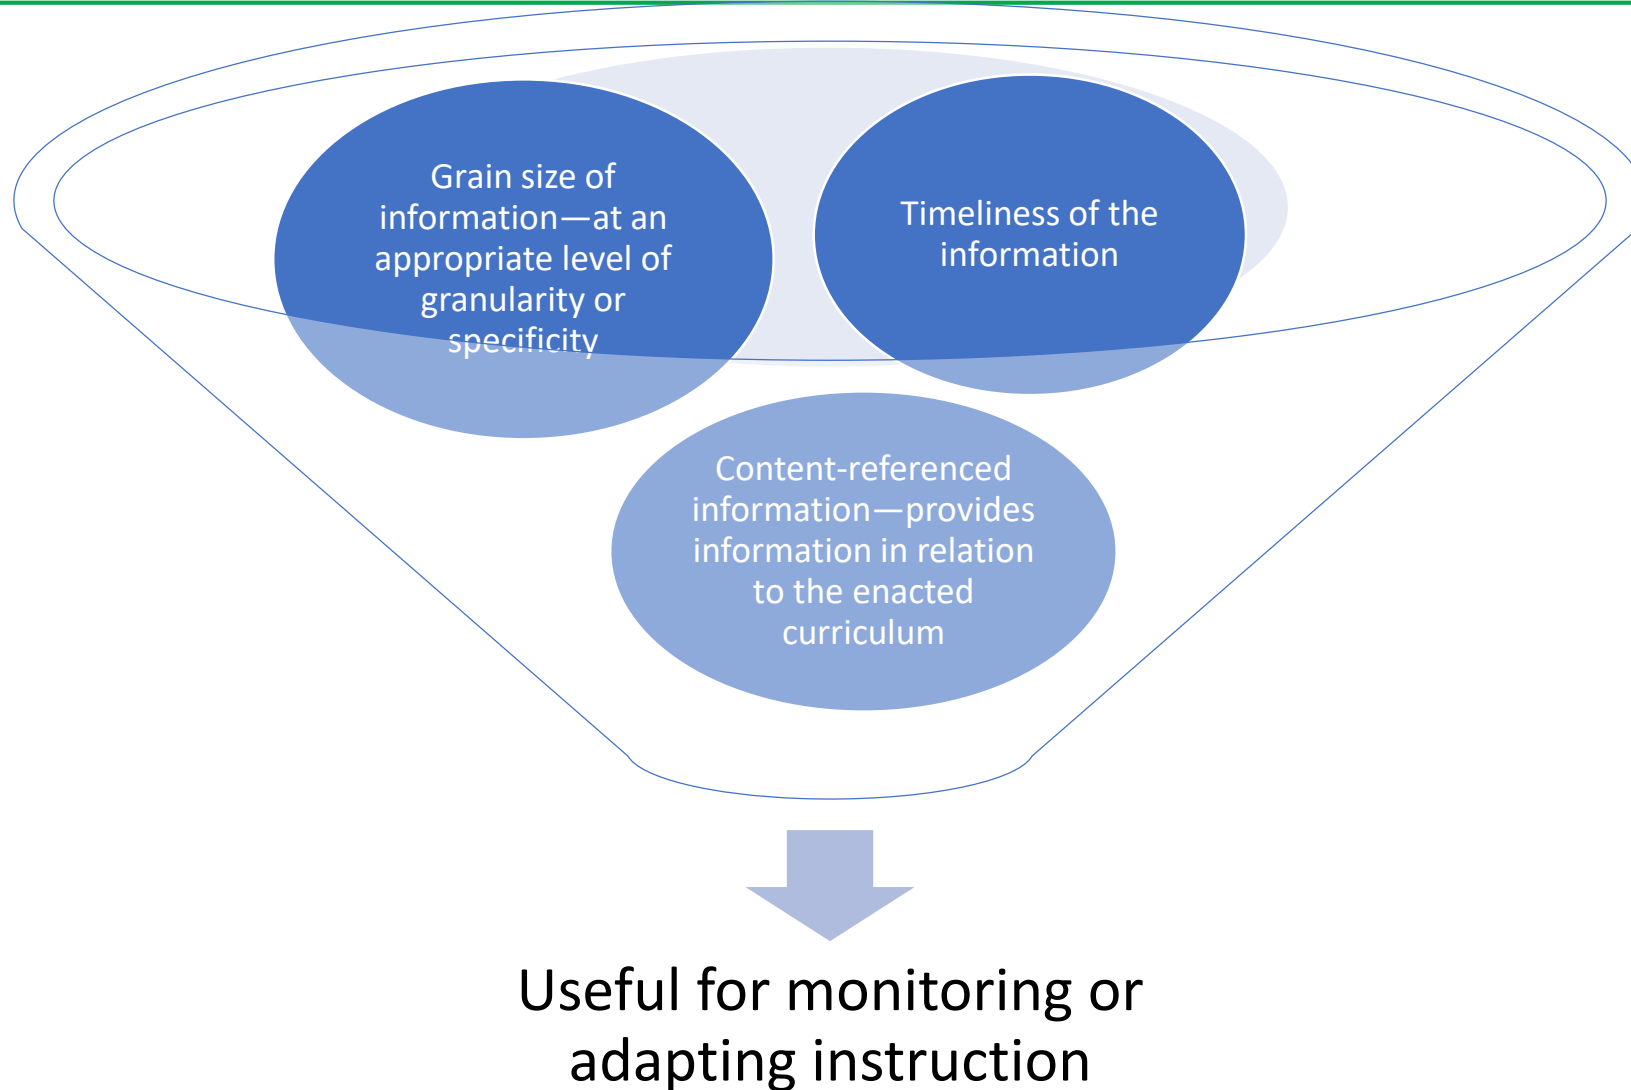 Grain size of
information—at an
appropriate level of
granularity or
specificity
Timeliness of the
information
Content-referenced
information—provides
information in relation
to the enacted
curriculum
Useful for monitoring or
adapting instruction